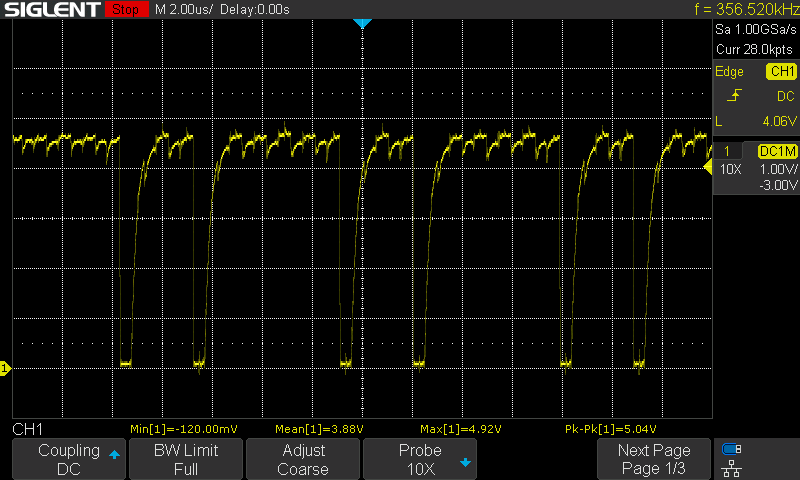 SIGLENT Stop M 2.00us/ Delay:0.00s f = 356.520kHz
Sa 1.00GSa/s
Curr 28.0kpts
Edge CH1
DC
L 4.06V
1 DC1M
10X 1.00V/
-3.00V
1
CH1 Min[1]=-120.00mV Mean[1]=3.88V Max[1]=4.92V Pk-Pk[1]=5.04V
Coupling
DC
BW Limit
Full
Adjust
Coarse
Probe
10X
Next Page
Page 1/3